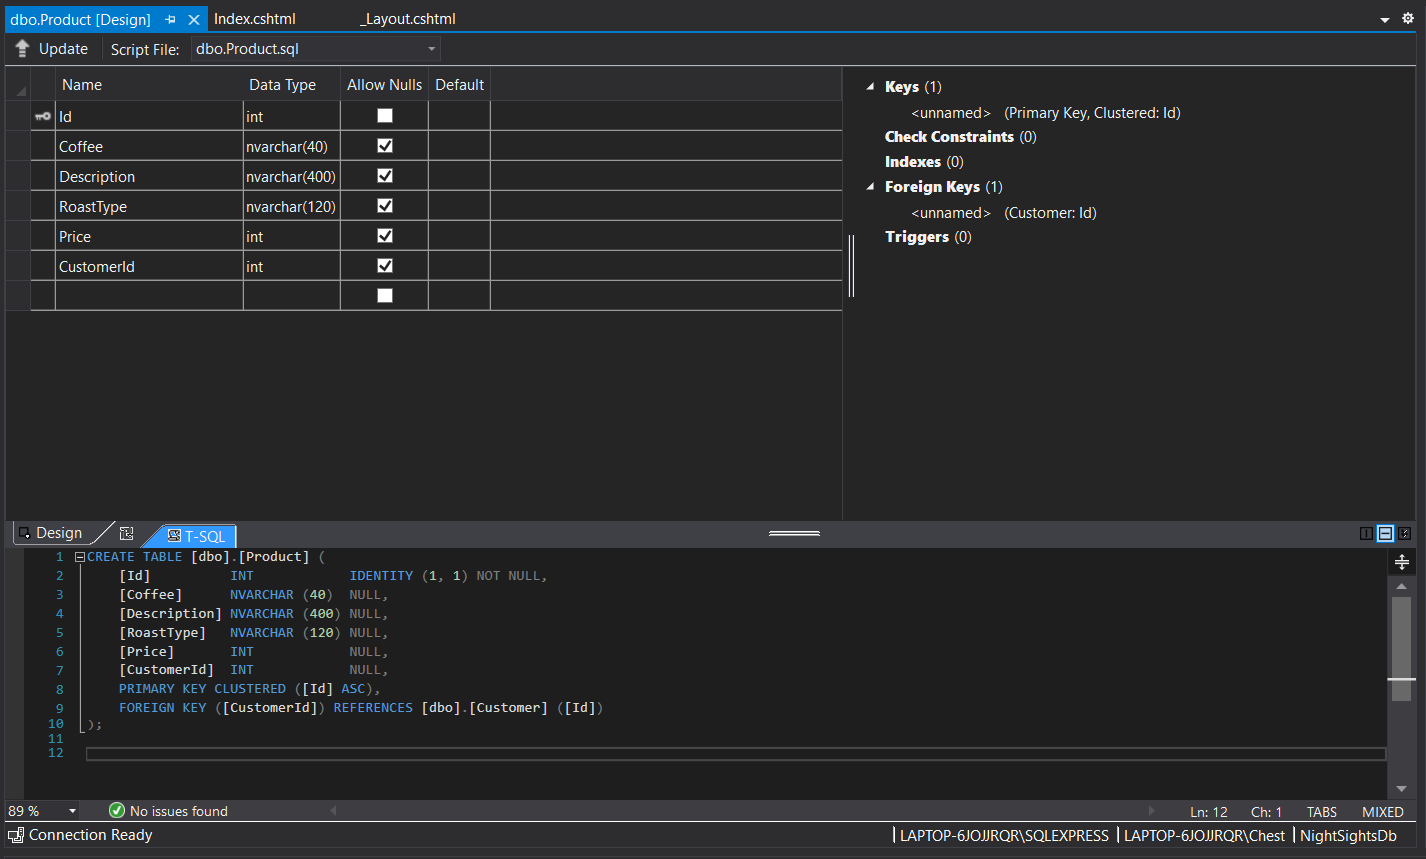 dbo.Product [Design] Index.cshtml _Layout.cshtml
Update Script File: dbo.Product.sql
Name Data Type Allow Nulls Default
Id int
Coffee nvarchar(40)
Description nvarchar(400)
RoastType nvarchar(120)
Price int
CustomerId int
Keys (1)
<unnamed> (Primary Key, Clustered: Id)
Check Constraints (0)
Indexes (0)
Foreign Keys (1)
<unnamed> (Customer: Id)
Triggers (0)
Design T-SQL
1 CREATE TABLE [dbo].[Product] (
2 [Id] INT IDENTITY (1, 1) NOT NULL,
3 [Coffee] NVARCHAR (40) NULL,
4 [Description] NVARCHAR (400) NULL,
5 [RoastType] NVARCHAR (120) NULL,
6 [Price] INT NULL,
7 [CustomerId] INT NULL,
8 PRIMARY KEY CLUSTERED ([Id] ASC),
9 FOREIGN KEY ([CustomerId]) REFERENCES [dbo].[Customer] ([Id])
10 );
11
12
89 % No issues found Ln: 12 Ch: 1 TABS MIXED
Connection Ready LAPTOP-6JOJJRQR\SQLEXPRESS LAPTOP-6JOJJRQR\Chest NightSightsDb